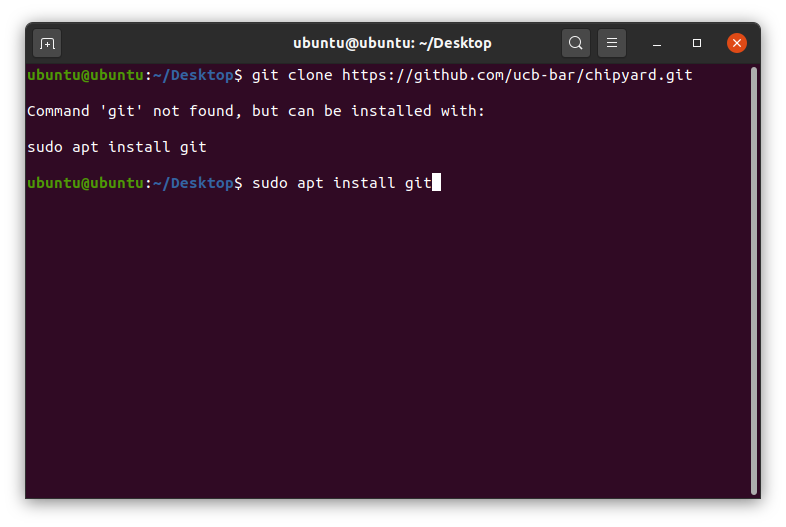 ubuntu@ubuntu: ~/Desktop
ubuntu@ubuntu:~/Desktop$ git clone https://github.com/ucb-bar/chipyard.git
Command 'git' not found, but can be installed with:
sudo apt install git
ubuntu@ubuntu:~/Desktop$ sudo apt install git